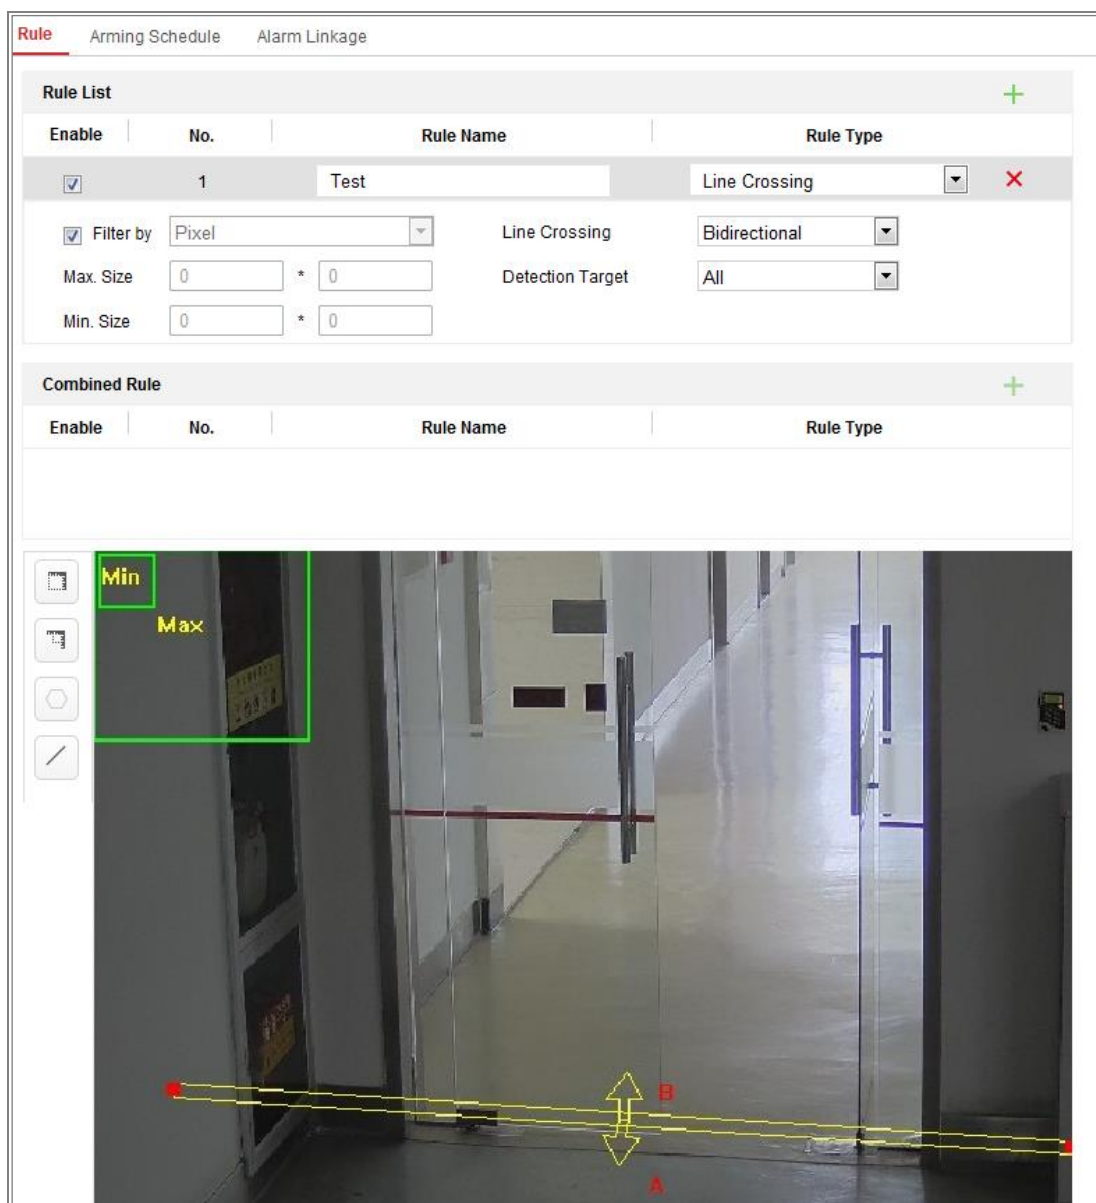 Rule Arming Schedule Alarm Linkage
Rule List
Enable No. Rule Name Rule Type
1 Test Line Crossing
Filter by Pixel Line Crossing Bidirectional
Max. Size 0 * 0 Detection Target All
Min. Size 0 * 0
Combined Rule
Enable No. Rule Name Rule Type
Min
Max
B
A